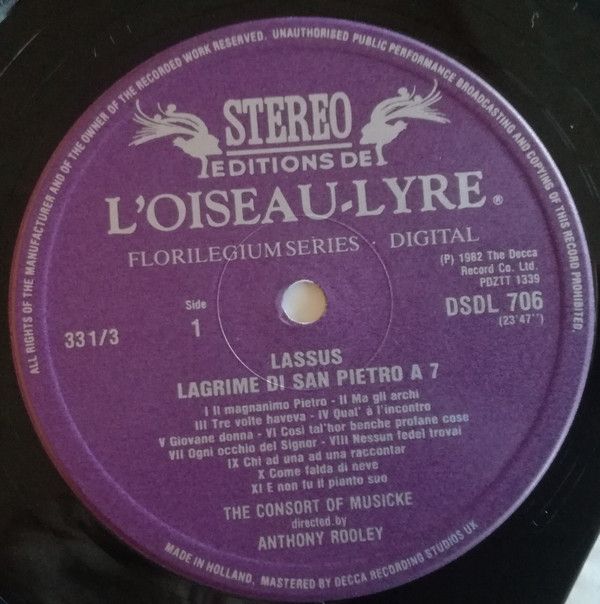 ALL RIGHTS OF THE MANUFACTURER AND OF THE OWNER OF THE RECORDED WORK RESERVED. UNAUTHORISED PUBLIC PERFORMANCE BROADCASTING AND COPYING OF THIS RECORD PROHIBITED.
STEREO
EDITIONS DE
L'OISEAU-LYRE®
FLORILEGIUM SERIES · DIGITAL
(P) 1982 The Decca
Record Co. Ltd.
PDZTT 1339
33 1/3
Side
1
DSDL 706
(23'47'')
LASSUS
LAGRIME DI SAN PIETRO A 7
I Il magnanimo Pietro - II Ma gli archi
III Tre volte haveva - IV Qual' à l'incontro
V Giovane donna - VI Cosi tal'hor benche profane cose
VII Ogni occhio del Signor - VIII Nessun fedel trovai
IX Chi ad una ad una raccontar
X Come falda di neve
XI E non fu il pianto suo
THE CONSORT OF MUSICKE
directed by
ANTHONY ROOLEY
MADE IN HOLLAND, MASTERED BY DECCA RECORDING STUDIOS UK